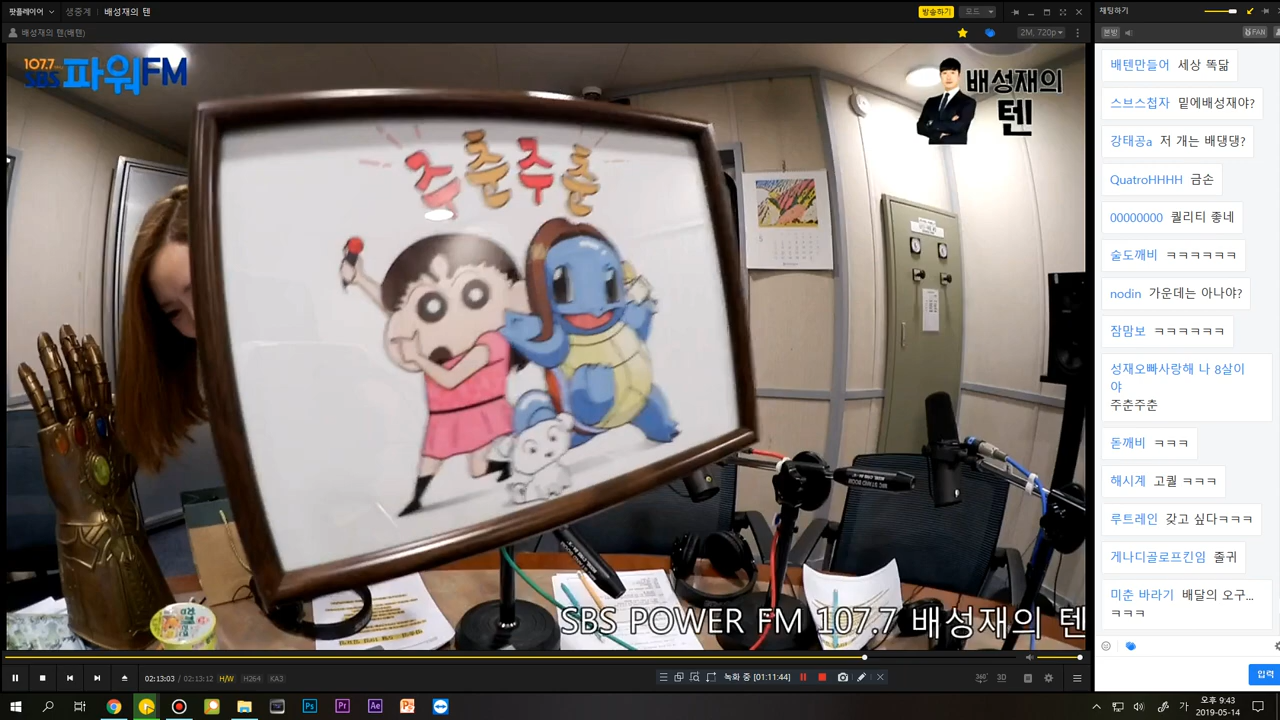 팟플레이어
생중계
배성재의 텐
방송하기
모드
채팅하기
배성재의 텐(배텐)
2M, 720p
본방
FAN
107.7
SBS 파워FM
배성재의
텐
주춘주춘
SBS POWER FM 107.7 배성재의 텐
배텐만들어 세상 똑닮
스브스첩자 밑에배성재야?
강태공a 저 개는 배댕댕?
QuatroHHHH 금손
00000000 퀄리티 좋네
술도깨비 ㅋㅋㅋㅋㅋㅋ
nodin 가운데는 아나야?
잠맘보 ㅋㅋㅋㅋㅋㅋ
성재오빠사랑해 나 8살이
야
주춘주춘
돋깨비 ㅋㅋㅋ
해시계 고퀄 ㅋㅋㅋ
루트레인 갖고 싶다ㅋㅋㅋ
게나디골로프킨임 졸귀
미춘 바라기 배달의 오구...
ㅋㅋㅋ
입력
02:13:03 / 02:13:12 H/W H264 KA3
녹화 중 [01:11:44]
360°
3D
Ps
Pr
Ae
가
오후 9:43
2019-05-14